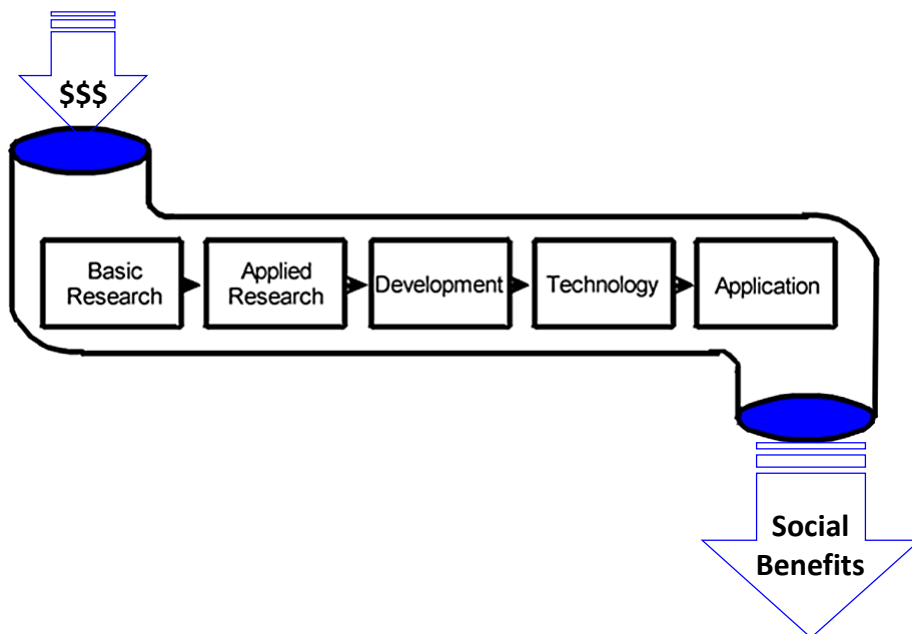 $$$
Basic
Research
Applied
Research
Development
Technology
Application
Social
Benefits